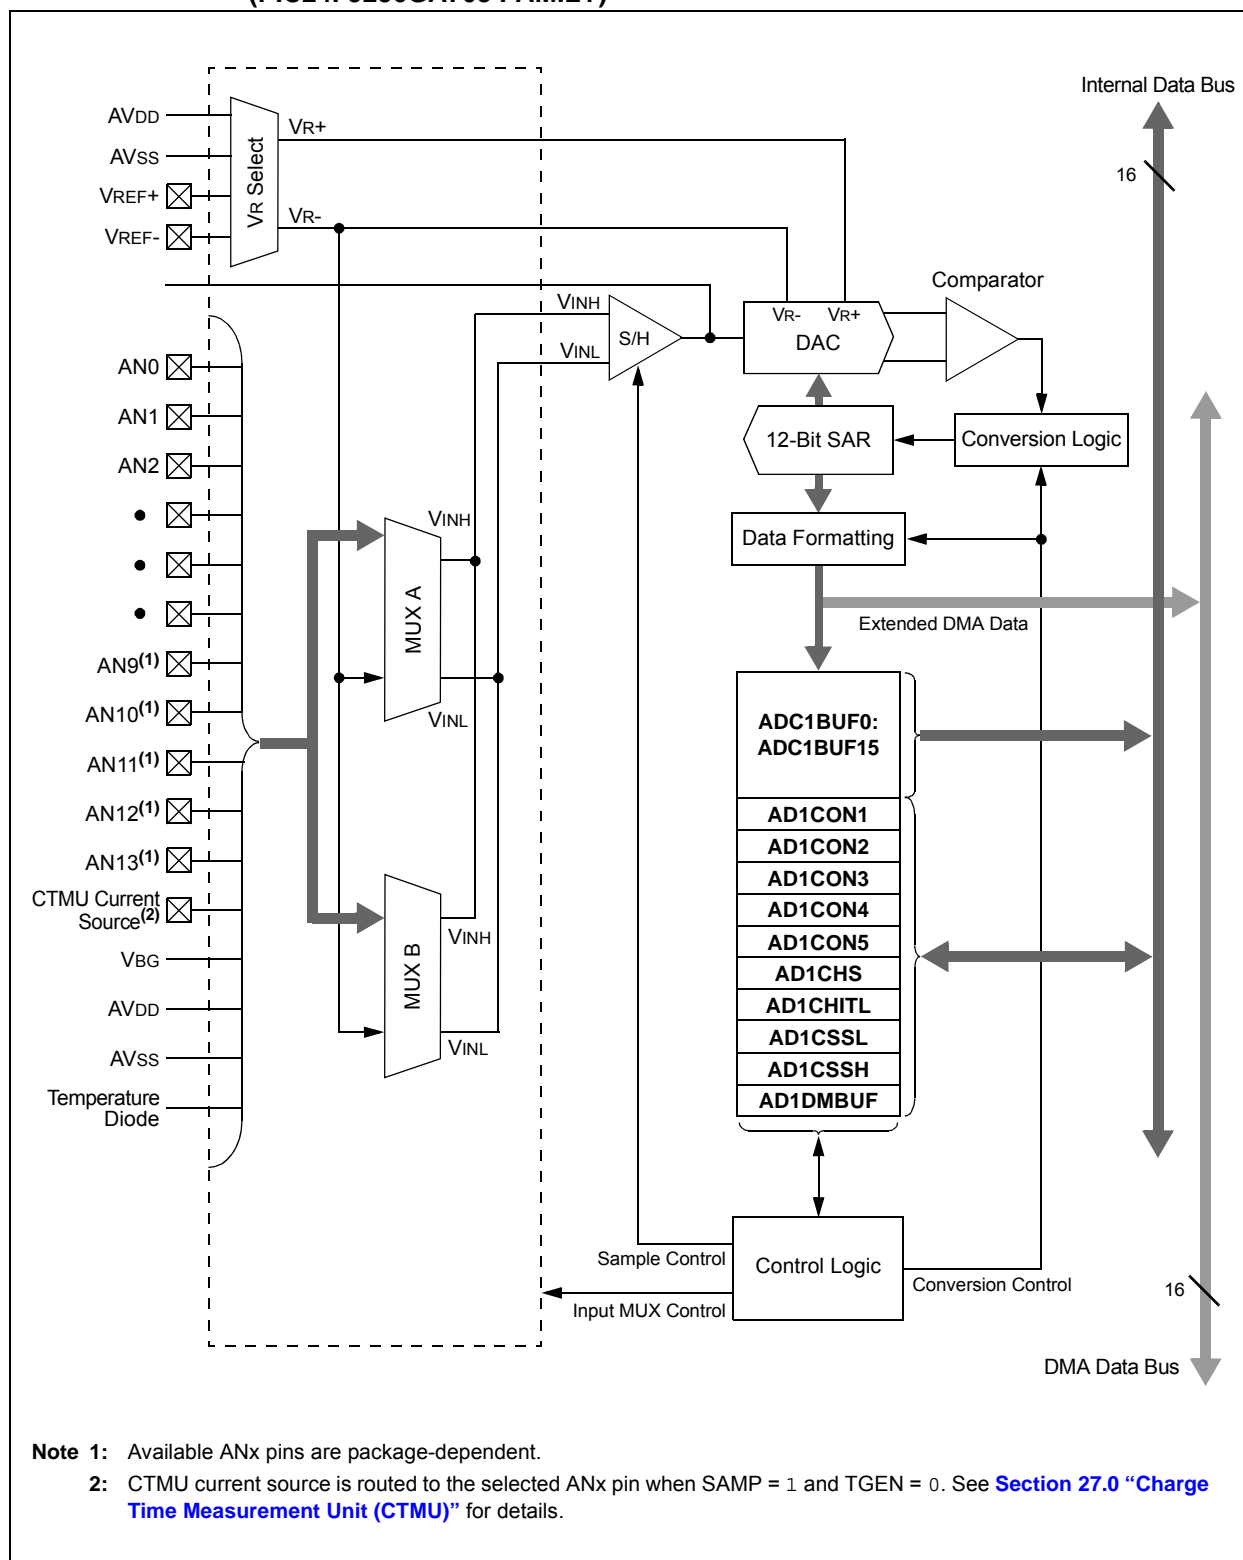 Internal Data Bus
AVDD
VR+
AVSS
VR Select
16
VREF+
VR-
VREF-
Comparator
VINH
VR- VR+
S/H
DAC
VINL
AN0
AN1
12-Bit SAR
Conversion Logic
AN2
VINH
Data Formatting
MUX A
Extended DMA Data
AN9(1)
AN10(1)
VINL
ADC1BUF0:
ADC1BUF15
AN11(1)
AN12(1)
AD1CON1
AD1CON2
AN13(1)
AD1CON3
CTMU Current
Source(2)
AD1CON4
VINH
MUX B
AD1CON5
VBG
AD1CHS
AVDD
AD1CHITL
AD1CSSL
VINL
AVSS
AD1CSSH
Temperature
Diode
AD1DMBUF
Sample Control
Control Logic
Conversion Control
16
Input MUX Control
DMA Data Bus
Note 1: Available ANx pins are package-dependent.
2: CTMU current source is routed to the selected ANx pin when SAMP = 1 and TGEN = 0. See Section 27.0 “Charge
Time Measurement Unit (CTMU)” for details.